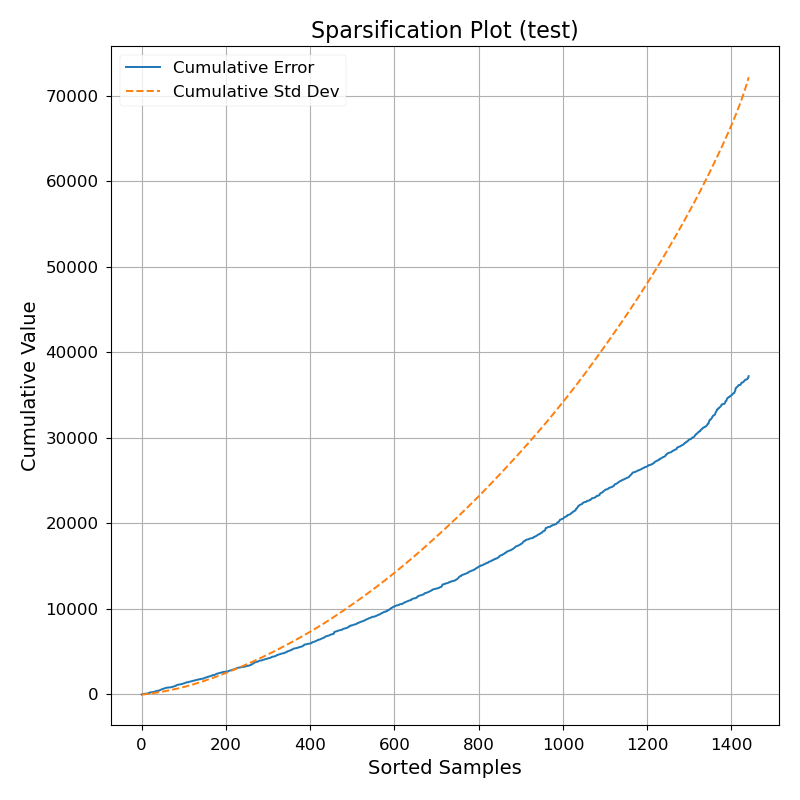 Sparsification Plot (test)
Cumulative Error
Cumulative Std Dev
Cumulative Value
70000
60000
50000
40000
30000
20000
10000
0
0 200 400 600 800 1000 1200 1400
Sorted Samples